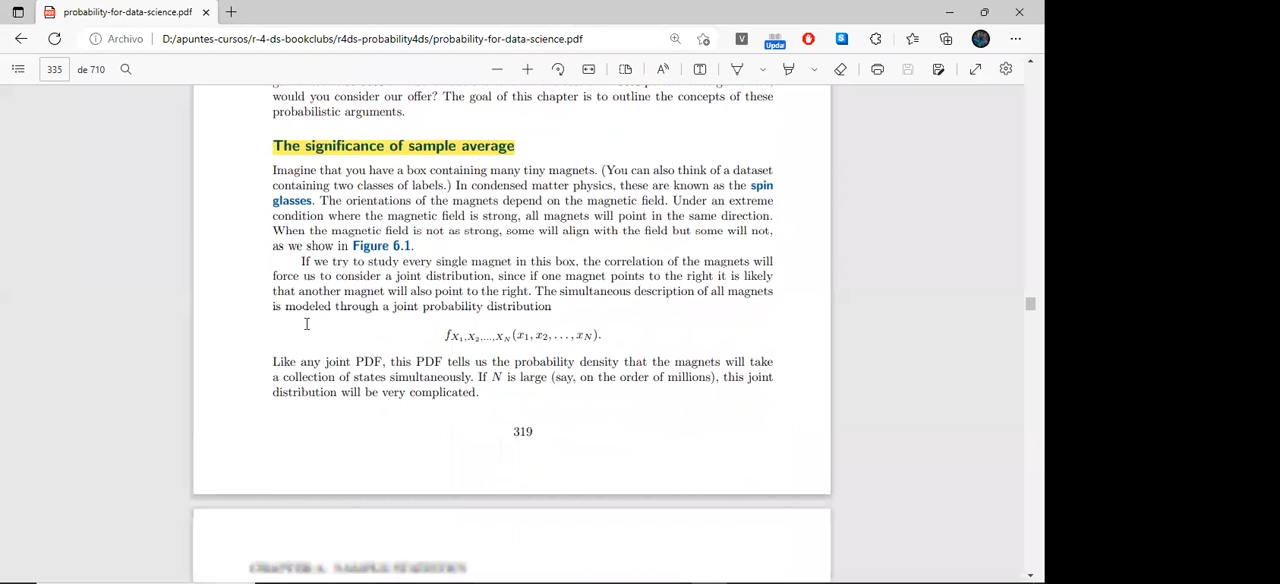 probability-for-data-science.pdf
Archivo D:/apuntes-cursos/r-4-ds-bookclubs/r4ds-probability4ds/probability-for-data-science.pdf
V
Upda
S
335 de 710
would you consider our offer? The goal of this chapter is to outline the concepts of these
probabilistic arguments.
The significance of sample average
Imagine that you have a box containing many tiny magnets. (You can also think of a dataset
containing two classes of labels.) In condensed matter physics, these are known as the spin
glasses. The orientations of the magnets depend on the magnetic field. Under an extreme
condition where the magnetic field is strong, all magnets will point in the same direction.
When the magnetic field is not as strong, some will align with the field but some will not,
as we show in Figure 6.1.
If we try to study every single magnet in this box, the correlation of the magnets will
force us to consider a joint distribution, since if one magnet points to the right it is likely
that another magnet will also point to the right. The simultaneous description of all magnets
is modeled through a joint probability distribution
f_{X_1,X_2,...,X_N}(x_1, x_2, . . . , x_N).
Like any joint PDF, this PDF tells us the probability density that the magnets will take
a collection of states simultaneously. If N is large (say, on the order of millions), this joint
distribution will be very complicated.
319